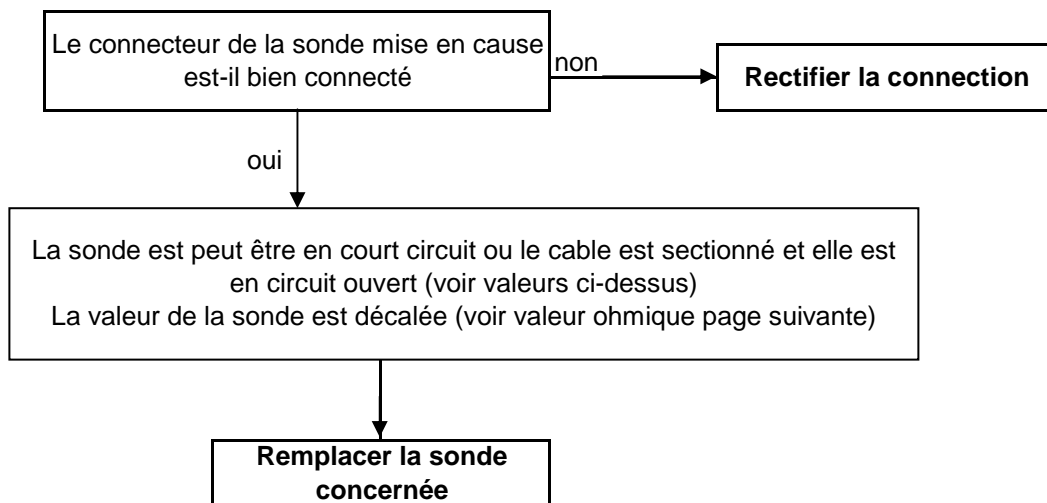 Le connecteur de la sonde mise en cause
est-il bien connecté
non
Rectifier la connection
oui
La sonde est peut être en court circuit ou le cable est sectionné et elle est
en circuit ouvert (voir valeurs ci-dessus)
La valeur de la sonde est décalée (voir valeur ohmique page suivante)
Remplacer la sonde
concernée